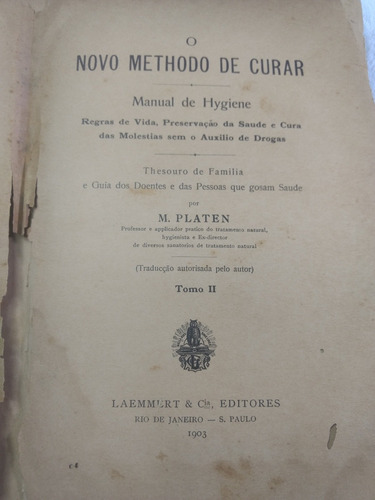 O
NOVO METHODO DE CURAR
Manual de Hygiene
Regras de Vida, Preservação da Saude e Cura
das Molestias sem o Auxilio de Drogas
Thesouro de Familia
e Guia dos Doentes e das Pessoas que gosam Saude
por
M. PLATEN
Professor e applicador pratico do tratamento natural,
hygienista e Ex-director
de diversos sanatorios de tratamento natural
(Traducção autorisada pelo autor)
Tomo II
LAEMMERT & Cia, EDITORES
RIO DE JANEIRO — S. PAULO
1903